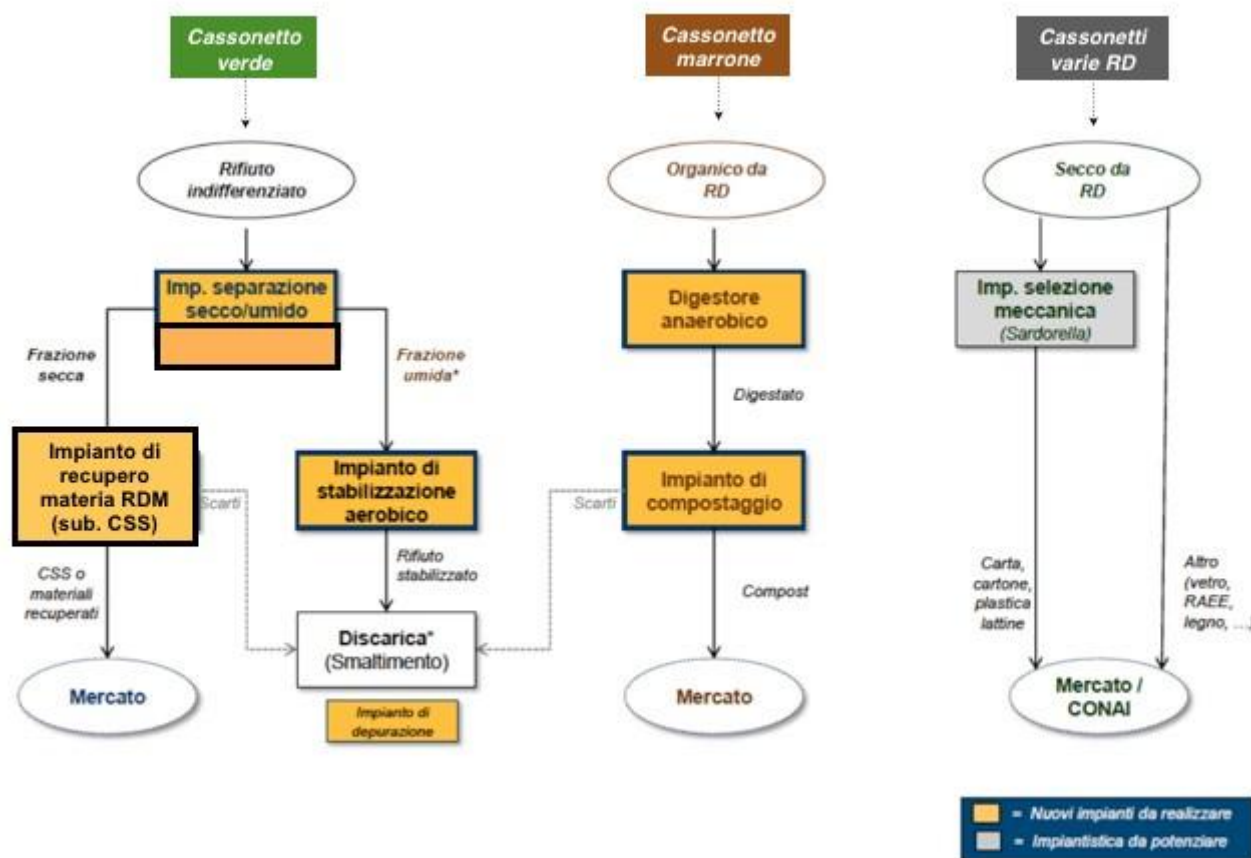 Cassonetto
verde
Cassonetto
marrone
Cassonetti
varie RD
Rifiuto
indifferenziato
Organico da
RD
Secco da
RD
Imp. separazione
secco/umido
Digestore
anaerobico
Imp. selezione
meccanica
(Sardorella)
Frazione
secca
Frazione
umida*
Digestato
Impianto di
recupero
materia RDM
(sub. CSS)
Scarti
Impianto di
stabilizzazione
aerobico
Scarti
Impianto di
compostaggio
CSS o
materiali
recuperati
Rifiuto
stabilizzato
Compost
Carta,
cartone,
plastica
lattine
Altro
(vetro,
RAEE,
legno, ...)
Discarica*
(Smaltimento)
Mercato
Impianto di
depurazione
Mercato
Mercato /
CONAI
= Nuovi impianti da realizzare
= Impiantistica da potenziare